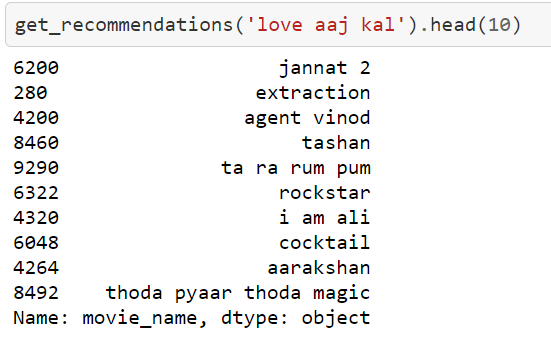 get_recommendations('love aaj kal').head(10)
6200 jannat 2
280 extraction
4200 agent vinod
8460 tashan
9290 ta ra rum pum
6322 rockstar
4320 i am ali
6048 cocktail
4264 aarakshan
8492 thoda pyaar thoda magic
Name: movie_name, dtype: object